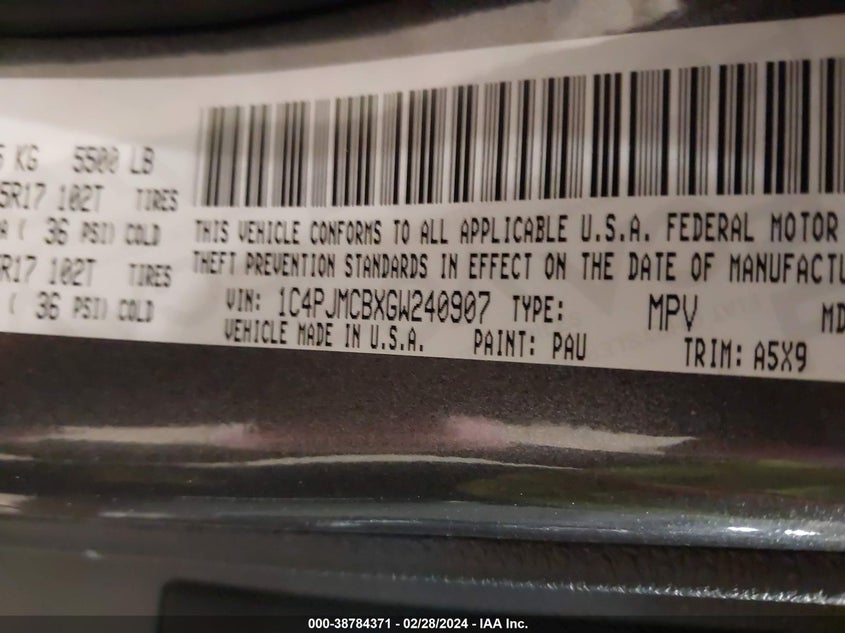 KG 5500 LB
5R17 102T TIRES
( 36 PSI) COLD
R17 102T TIRES
( 36 PSI) COLD
THIS VEHICLE CONFORMS TO ALL APPLICABLE U.S.A. FEDERAL MOTOR
THEFT PREVENTION STANDARDS IN EFFECT ON THE DATE OF MANUFACTU
VIN: 1C4PJMCBXGW240907 TYPE: MPV MD
VEHICLE MADE IN U.S.A. PAINT: PAU TRIM: A5X9
000-38784371 / 02/28/2024 - IAA Inc.